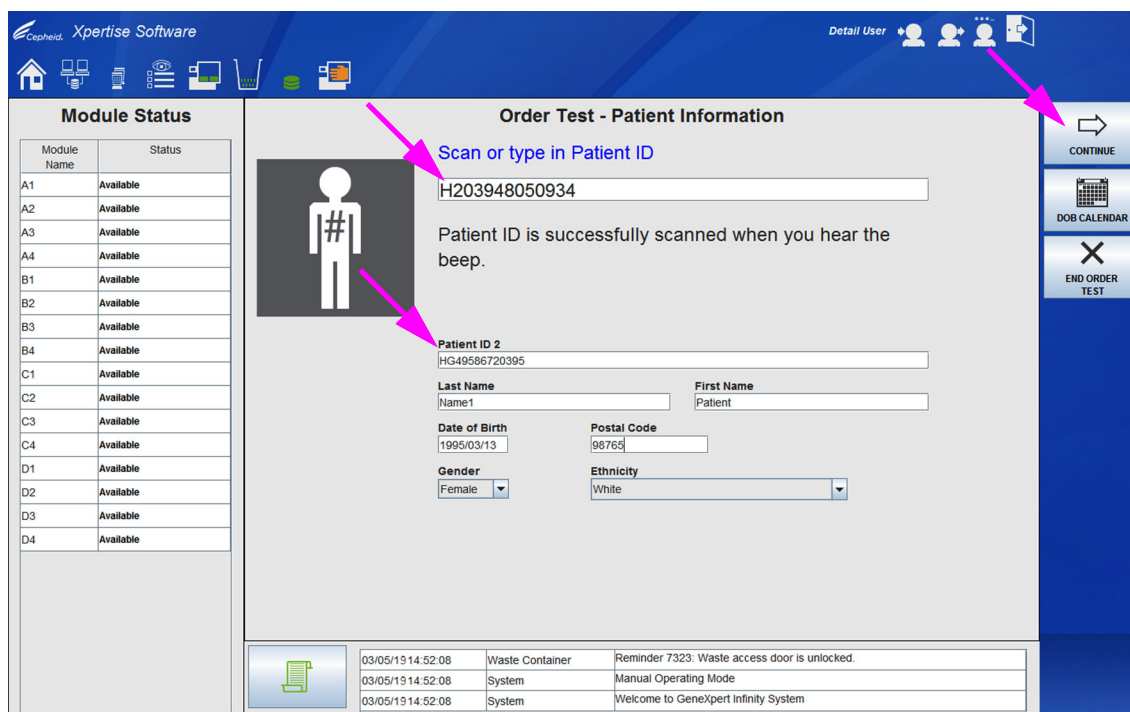 Cepheid. Xpertise Software
Detail User
Module Status
Module Name Status
A1 Available
A2 Available
A3 Available
A4 Available
B1 Available
B2 Available
B3 Available
B4 Available
C1 Available
C2 Available
C3 Available
C4 Available
D1 Available
D2 Available
D3 Available
D4 Available
Order Test - Patient Information
Scan or type in Patient ID
H203948050934
#
Patient ID is successfully scanned when you hear the
beep.
Patient ID 2
HG49586720395
Last Name First Name
Name1 Patient
Date of Birth Postal Code
1995/03/13 98765
Gender Ethnicity
Female White
CONTINUE
DOB CALENDAR
END ORDER
TEST
03/05/19 14:52:08 Waste Container Reminder 7323: Waste access door is unlocked.
03/05/19 14:52:08 System Manual Operating Mode
03/05/19 14:52:08 System Welcome to GeneXpert Infinity System